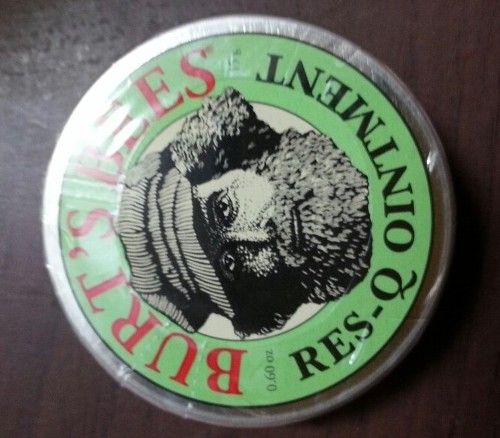 BURT'S BEES
RES-Q OINTMENT
0.60 oz